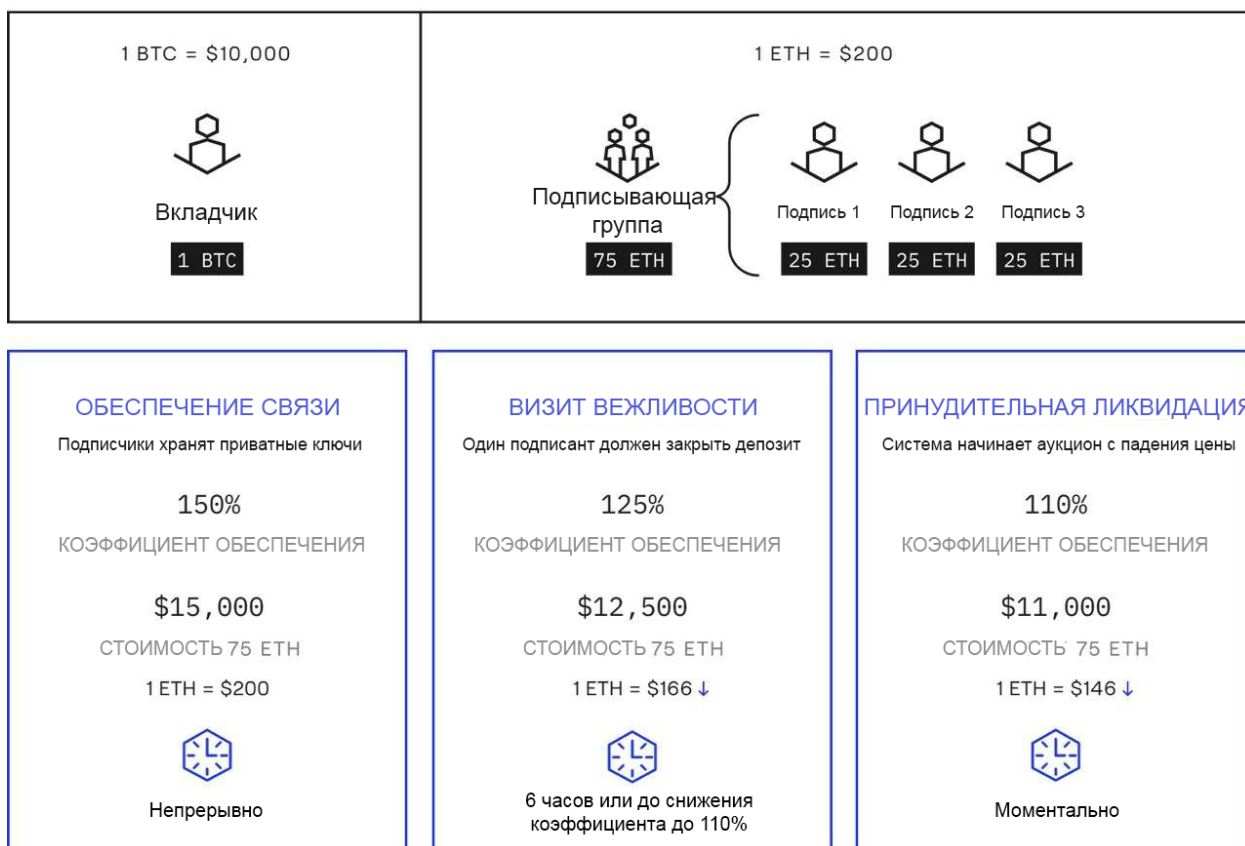 1 BTC = $10,000
Вкладчик
1 BTC
1 ETH = $200
Подписывающая
группа
75 ETH
Подпись 1
Подпись 2
Подпись 3
25 ETH
25 ETH
25 ETH
ОБЕСПЕЧЕНИЕ СВЯЗИ
Подписчики хранят приватные ключи
150%
КОЭФФИЦИЕНТ ОБЕСПЕЧЕНИЯ
$15,000
СТОИМОСТЬ 75 ETH
1 ETH = $200
Непрерывно
ВИЗИТ ВЕЖЛИВОСТИ
Один подписант должен закрыть депозит
125%
КОЭФФИЦИЕНТ ОБЕСПЕЧЕНИЯ
$12,500
СТОИМОСТЬ 75 ETH
1 ETH = $166 ↓
6 часов или до снижения
коэффициента до 110%
ПРИНУДИТЕЛЬНАЯ ЛИКВИДАЦИЯ
Система начинает аукцион с падения цены
110%
КОЭФФИЦИЕНТ ОБЕСПЕЧЕНИЯ
$11,000
СТОИМОСТЬ 75 ETH
1 ETH = $146 ↓
Моментально